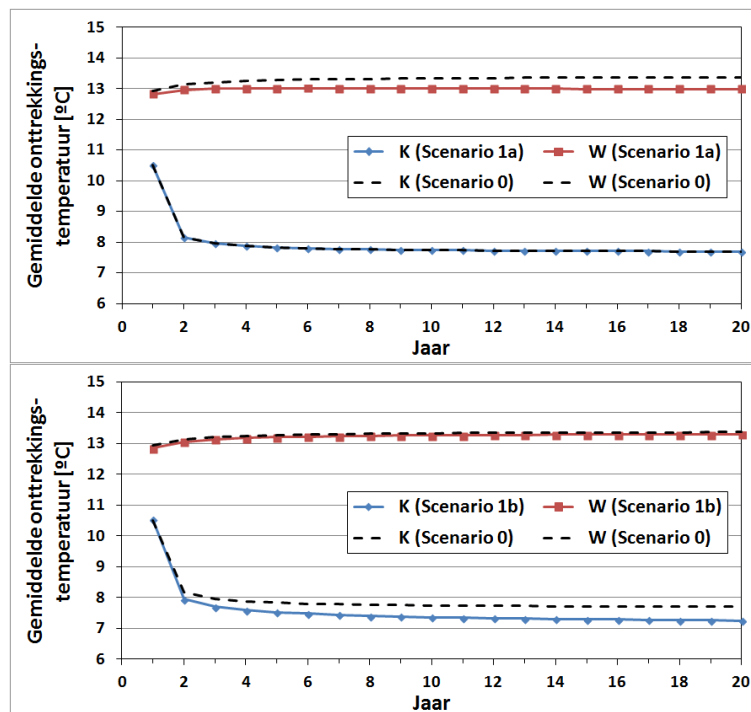 Gemiddelde onttrekkings-
temperatuur [ºC]
15
14
13
12
11
10
9
8
7
6
K (Scenario 1a) W (Scenario 1a)
K (Scenario 0) W (Scenario 0)
0 2 4 6 8 10 12 14 16 18 20
Jaar
Gemiddelde onttrekkings-
temperatuur [ºC]
15
14
13
12
11
10
9
8
7
6
K (Scenario 1b) W (Scenario 1b)
K (Scenario 0) W (Scenario 0)
0 2 4 6 8 10 12 14 16 18 20
Jaar